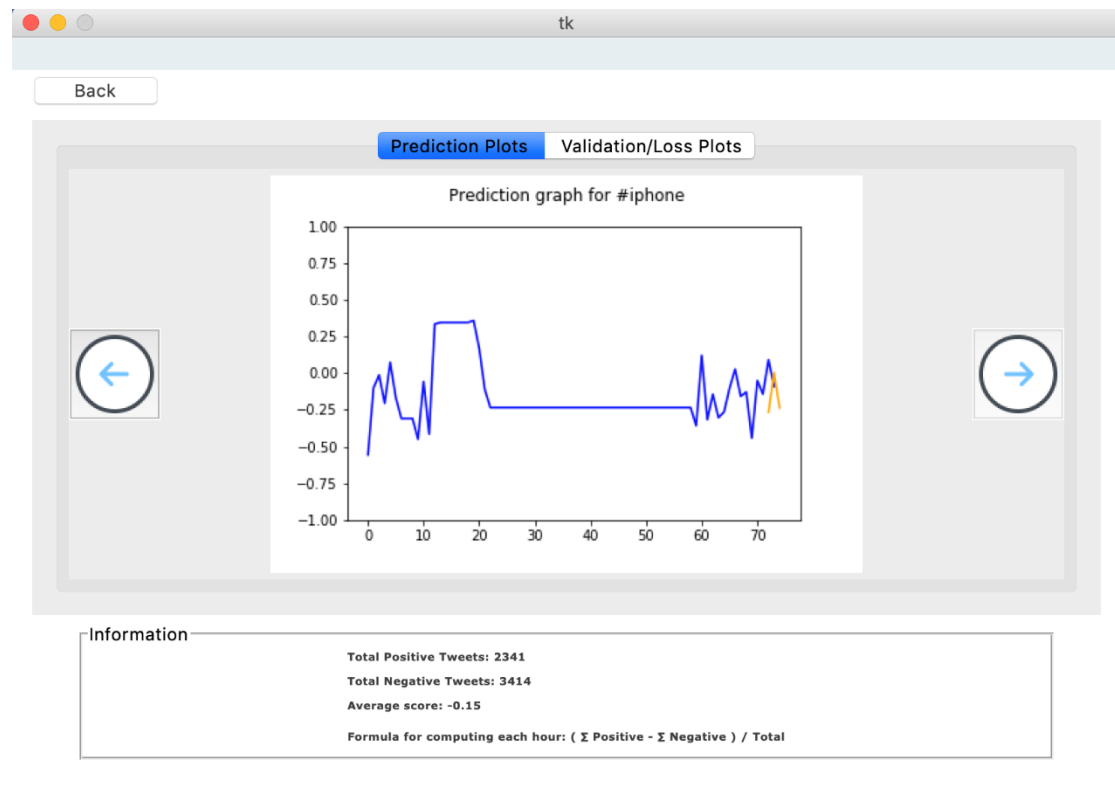 tk
Back
Prediction Plots Validation/Loss Plots
Prediction graph for #iphone
1.00
0.75
0.50
0.25
0.00
−0.25
−0.50
−0.75
−1.00
0 10 20 30 40 50 60 70
Information
Total Positive Tweets: 2341
Total Negative Tweets: 3414
Average score: -0.15
Formula for computing each hour: ( Σ Positive - Σ Negative ) / Total